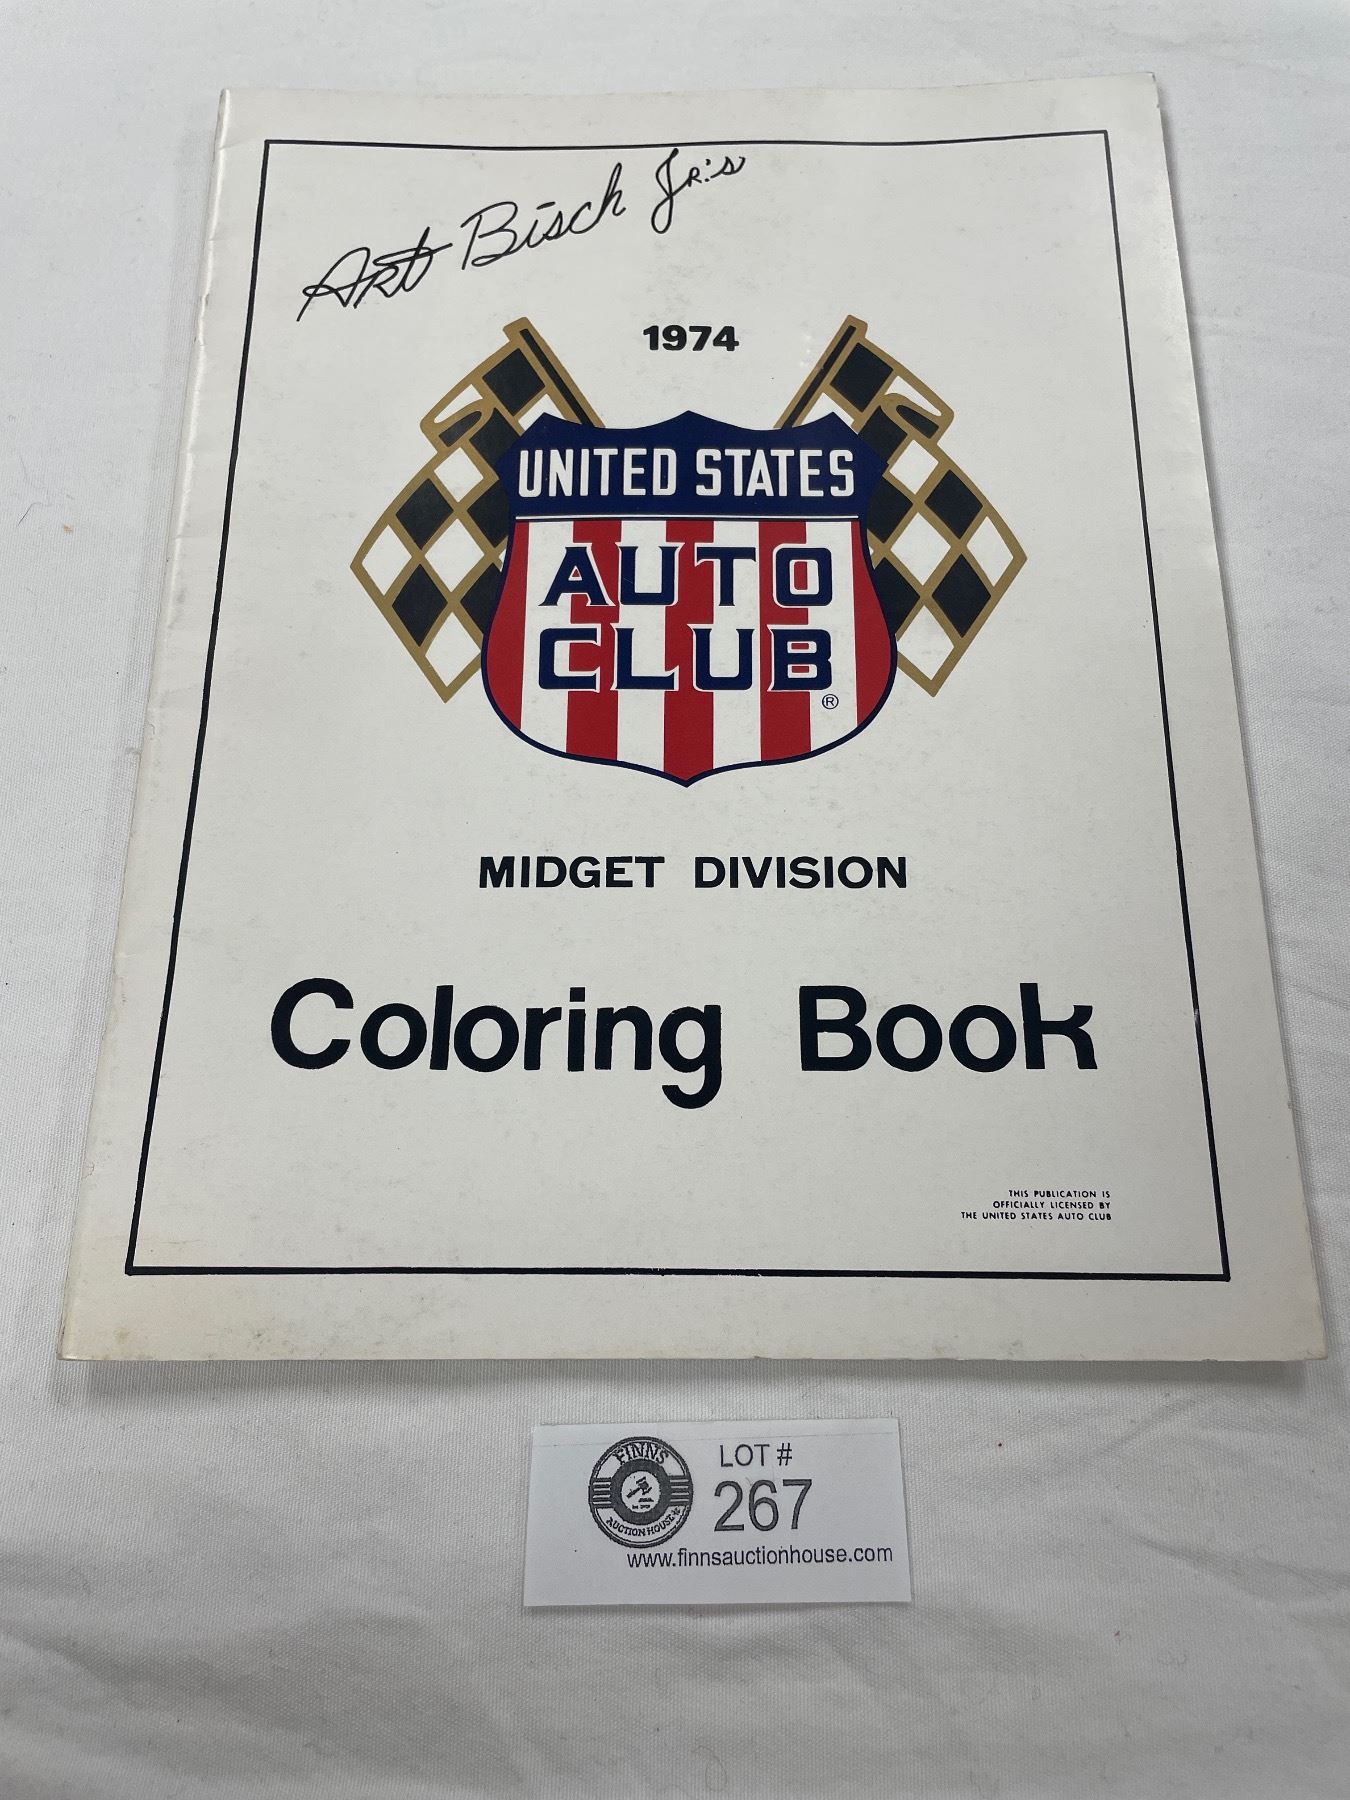 Art Bisch Jr.'s
1974
UNITED STATES
AUTO
CLUB
®
MIDGET DIVISION
Coloring Book
THIS PUBLICATION IS
OFFICIALLY LICENSED BY
THE UNITED STATES AUTO CLUB
FINNS
AUCTION HOUSE
LOT #
267
www.finnsauctionhouse.com